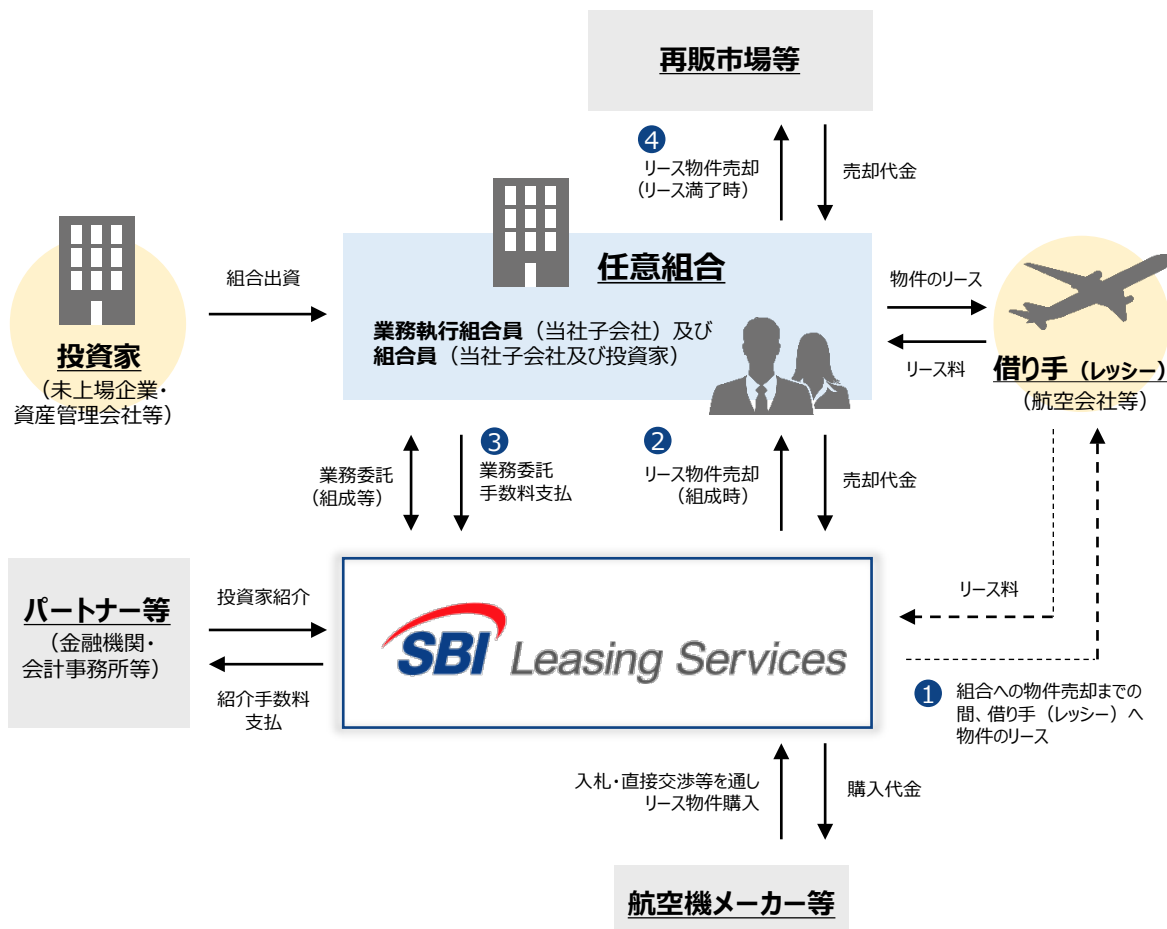 再販市場等
4
リース物件売却
（リース満了時）
売却代金
組合出資
任意組合
業務執行組合員（当社子会社）及び
組合員（当社子会社及び投資家）
物件のリース
リース料
投資家
（未上場企業・
資産管理会社等）
借り手（レッシー）
（航空会社等）
業務委託
（組成等）
3
業務委託
手数料支払
2
リース物件売却
（組成時）
売却代金
パートナー等
（金融機関・
会計事務所等）
投資家紹介
紹介手数料
支払
SBI Leasing Services
リース料
1
組合への物件売却までの
間、借り手（レッシー）へ
物件のリース
入札・直接交渉等を通し
リース物件購入
購入代金
航空機メーカー等